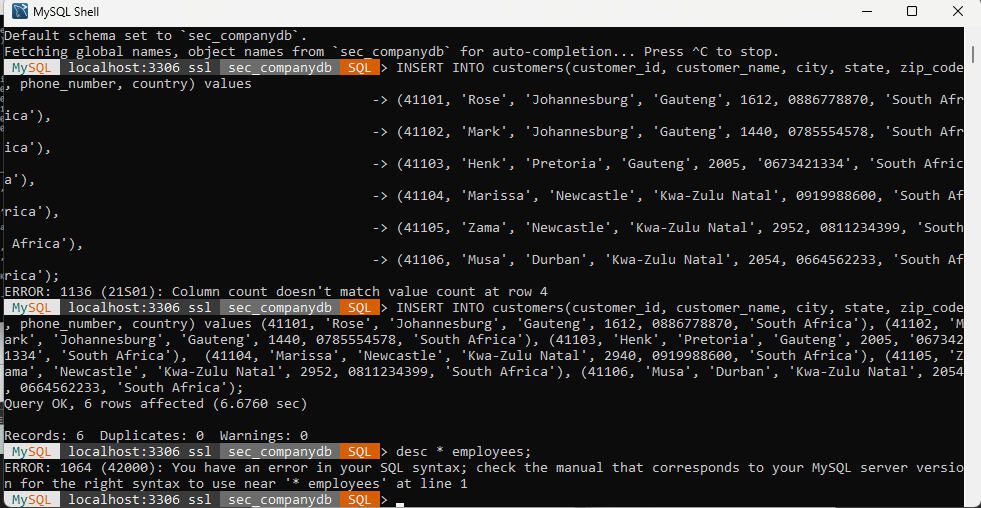 MySQL Shell
Default schema set to `sec_companydb`.
Fetching global names, object names from `sec_companydb` for auto-completion... Press ^C to stop.
MySQL localhost:3306 ssl sec_companydb SQL > INSERT INTO customers(customer_id, customer_name, city, state, zip_code
, phone_number, country) values
-> (41101, 'Rose', 'Johannesburg', 'Gauteng', 1612, 0886778870, 'South Afr
ica'),
-> (41102, 'Mark', 'Johannesburg', 'Gauteng', 1440, 0785554578, 'South Afr
ica'),
-> (41103, 'Henk', 'Pretoria', 'Gauteng', 2005, '0673421334', 'South Afric
a'),
-> (41104, 'Marissa', 'Newcastle', 'Kwa-Zulu Natal', 0919988600, 'South Af
rica'),
-> (41105, 'Zama', 'Newcastle', 'Kwa-Zulu Natal', 2952, 0811234399, 'South
Africa'),
-> (41106, 'Musa', 'Durban', 'Kwa-Zulu Natal', 2054, 0664562233, 'South Af
rica');
ERROR: 1136 (21S01): Column count doesn't match value count at row 4
MySQL localhost:3306 ssl sec_companydb SQL > INSERT INTO customers(customer_id, customer_name, city, state, zip_code
, phone_number, country) values (41101, 'Rose', 'Johannesburg', 'Gauteng', 1612, 0886778870, 'South Africa'), (41102, 'M
ark', 'Johannesburg', 'Gauteng', 1440, 0785554578, 'South Africa'), (41103, 'Henk', 'Pretoria', 'Gauteng', 2005, '067342
1334', 'South Africa'),  (41104, 'Marissa', 'Newcastle', 'Kwa-Zulu Natal', 2940, 0919988600, 'South Africa'), (41105, 'Z
ama', 'Newcastle', 'Kwa-Zulu Natal', 2952, 0811234399, 'South Africa'), (41106, 'Musa', 'Durban', 'Kwa-Zulu Natal', 2054
, 0664562233, 'South Africa');
Query OK, 6 rows affected (6.6760 sec)
Records: 6  Duplicates: 0  Warnings: 0
MySQL localhost:3306 ssl sec_companydb SQL > desc * employees;
ERROR: 1064 (42000): You have an error in your SQL syntax; check the manual that corresponds to your MySQL server versio
n for the right syntax to use near '* employees' at line 1
MySQL localhost:3306 ssl sec_companydb SQL >